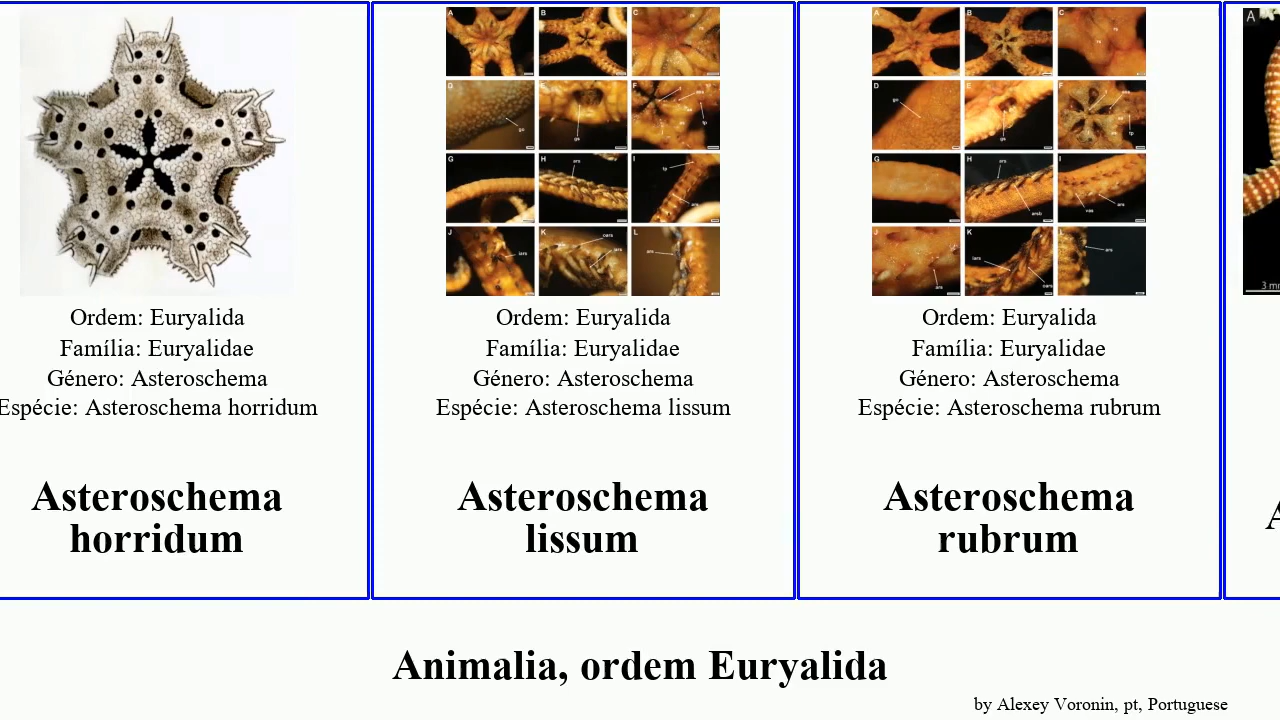 Ordem: Euryalida
Família: Euryalidae
Género: Asteroschema
Espécie: Asteroschema horridum
Asteroschema
horridum
A B C
D E F
G H I
J K L
Ordem: Euryalida
Família: Euryalidae
Género: Asteroschema
Espécie: Asteroschema lissum
Asteroschema
lissum
A B C
D E F
G H I
J K L
Ordem: Euryalida
Família: Euryalidae
Género: Asteroschema
Espécie: Asteroschema rubrum
Asteroschema
rubrum
A
3 m
A
Animalia, ordem Euryalida
by Alexey Voronin, pt, Portuguese